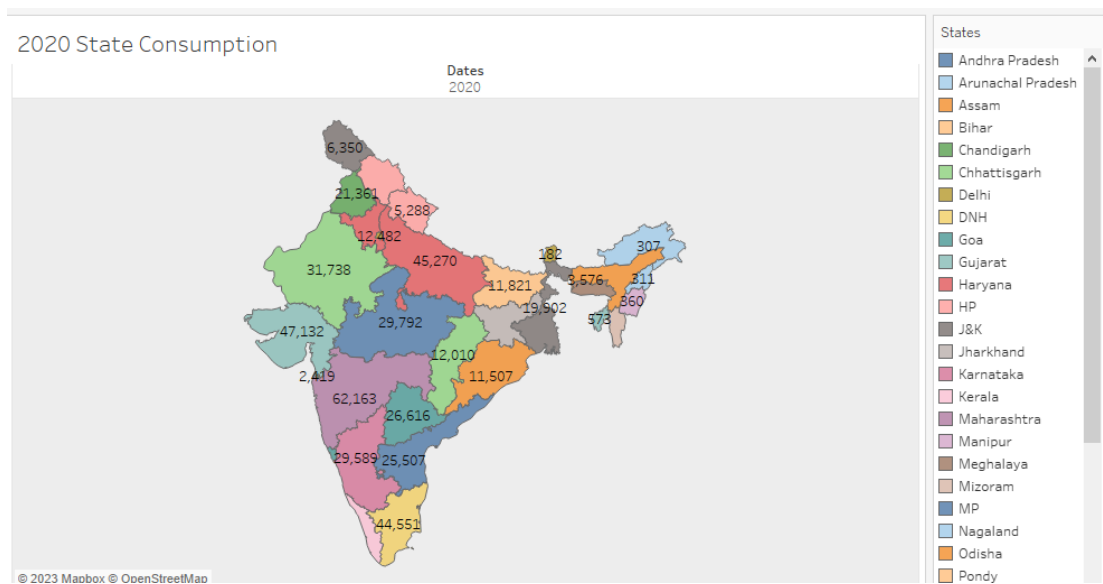 2020 State Consumption
Dates
2020
6,350
21,361
5,288
12,482
45,270
31,738
182
307
3,576
311
11,821
360
19,902
573
29,792
47,132
12,010
2,419
11,507
62,163
26,616
29,589
25,507
44,551
© 2023 Mapbox © OpenStreetMap
States
Andhra Pradesh
Arunachal Pradesh
Assam
Bihar
Chandigarh
Chhattisgarh
Delhi
DNH
Goa
Gujarat
Haryana
HP
J&K
Jharkhand
Karnataka
Kerala
Maharashtra
Manipur
Meghalaya
Mizoram
MP
Nagaland
Odisha
Pondy